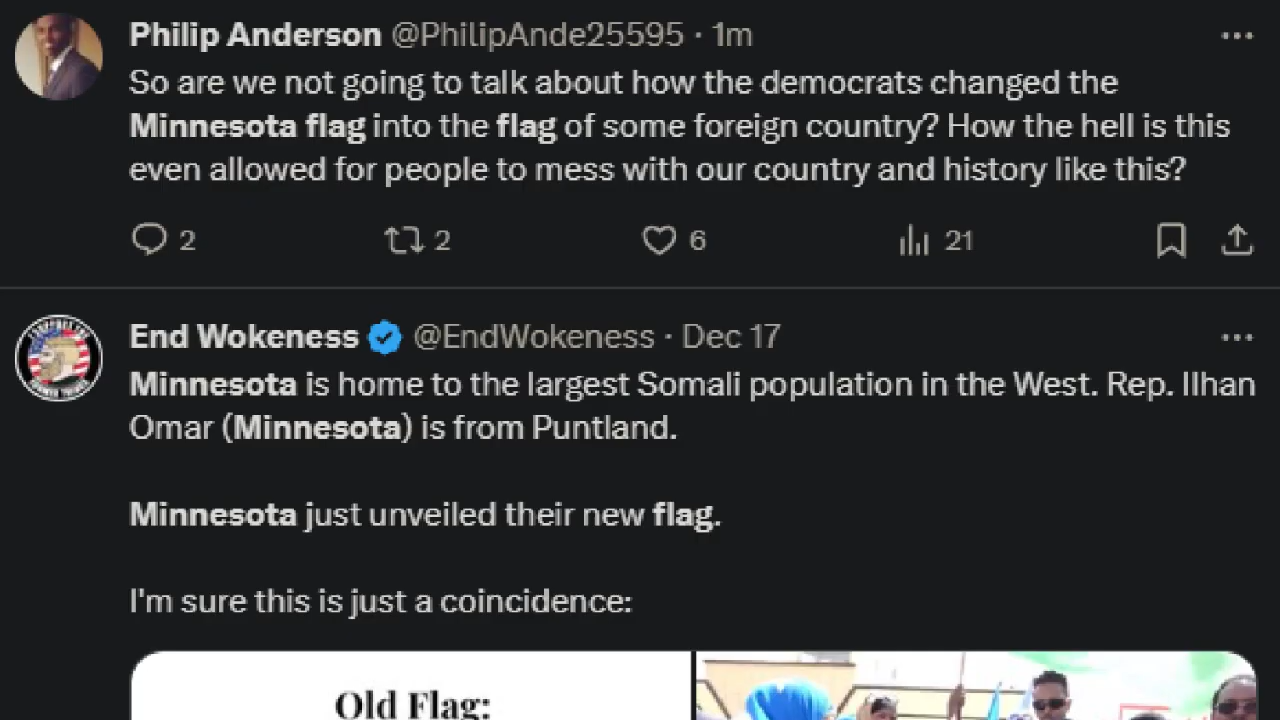 Philip Anderson @PhilipAnde25595 · 1m
So are we not going to talk about how the democrats changed the
Minnesota flag into the flag of some foreign country? How the hell is this
even allowed for people to mess with our country and history like this?
2 2 6 21
End Wokeness @EndWokeness · Dec 17
Minnesota is home to the largest Somali population in the West. Rep. Ilhan
Omar (Minnesota) is from Puntland.
Minnesota just unveiled their new flag.
I'm sure this is just a coincidence:
Old Flag: